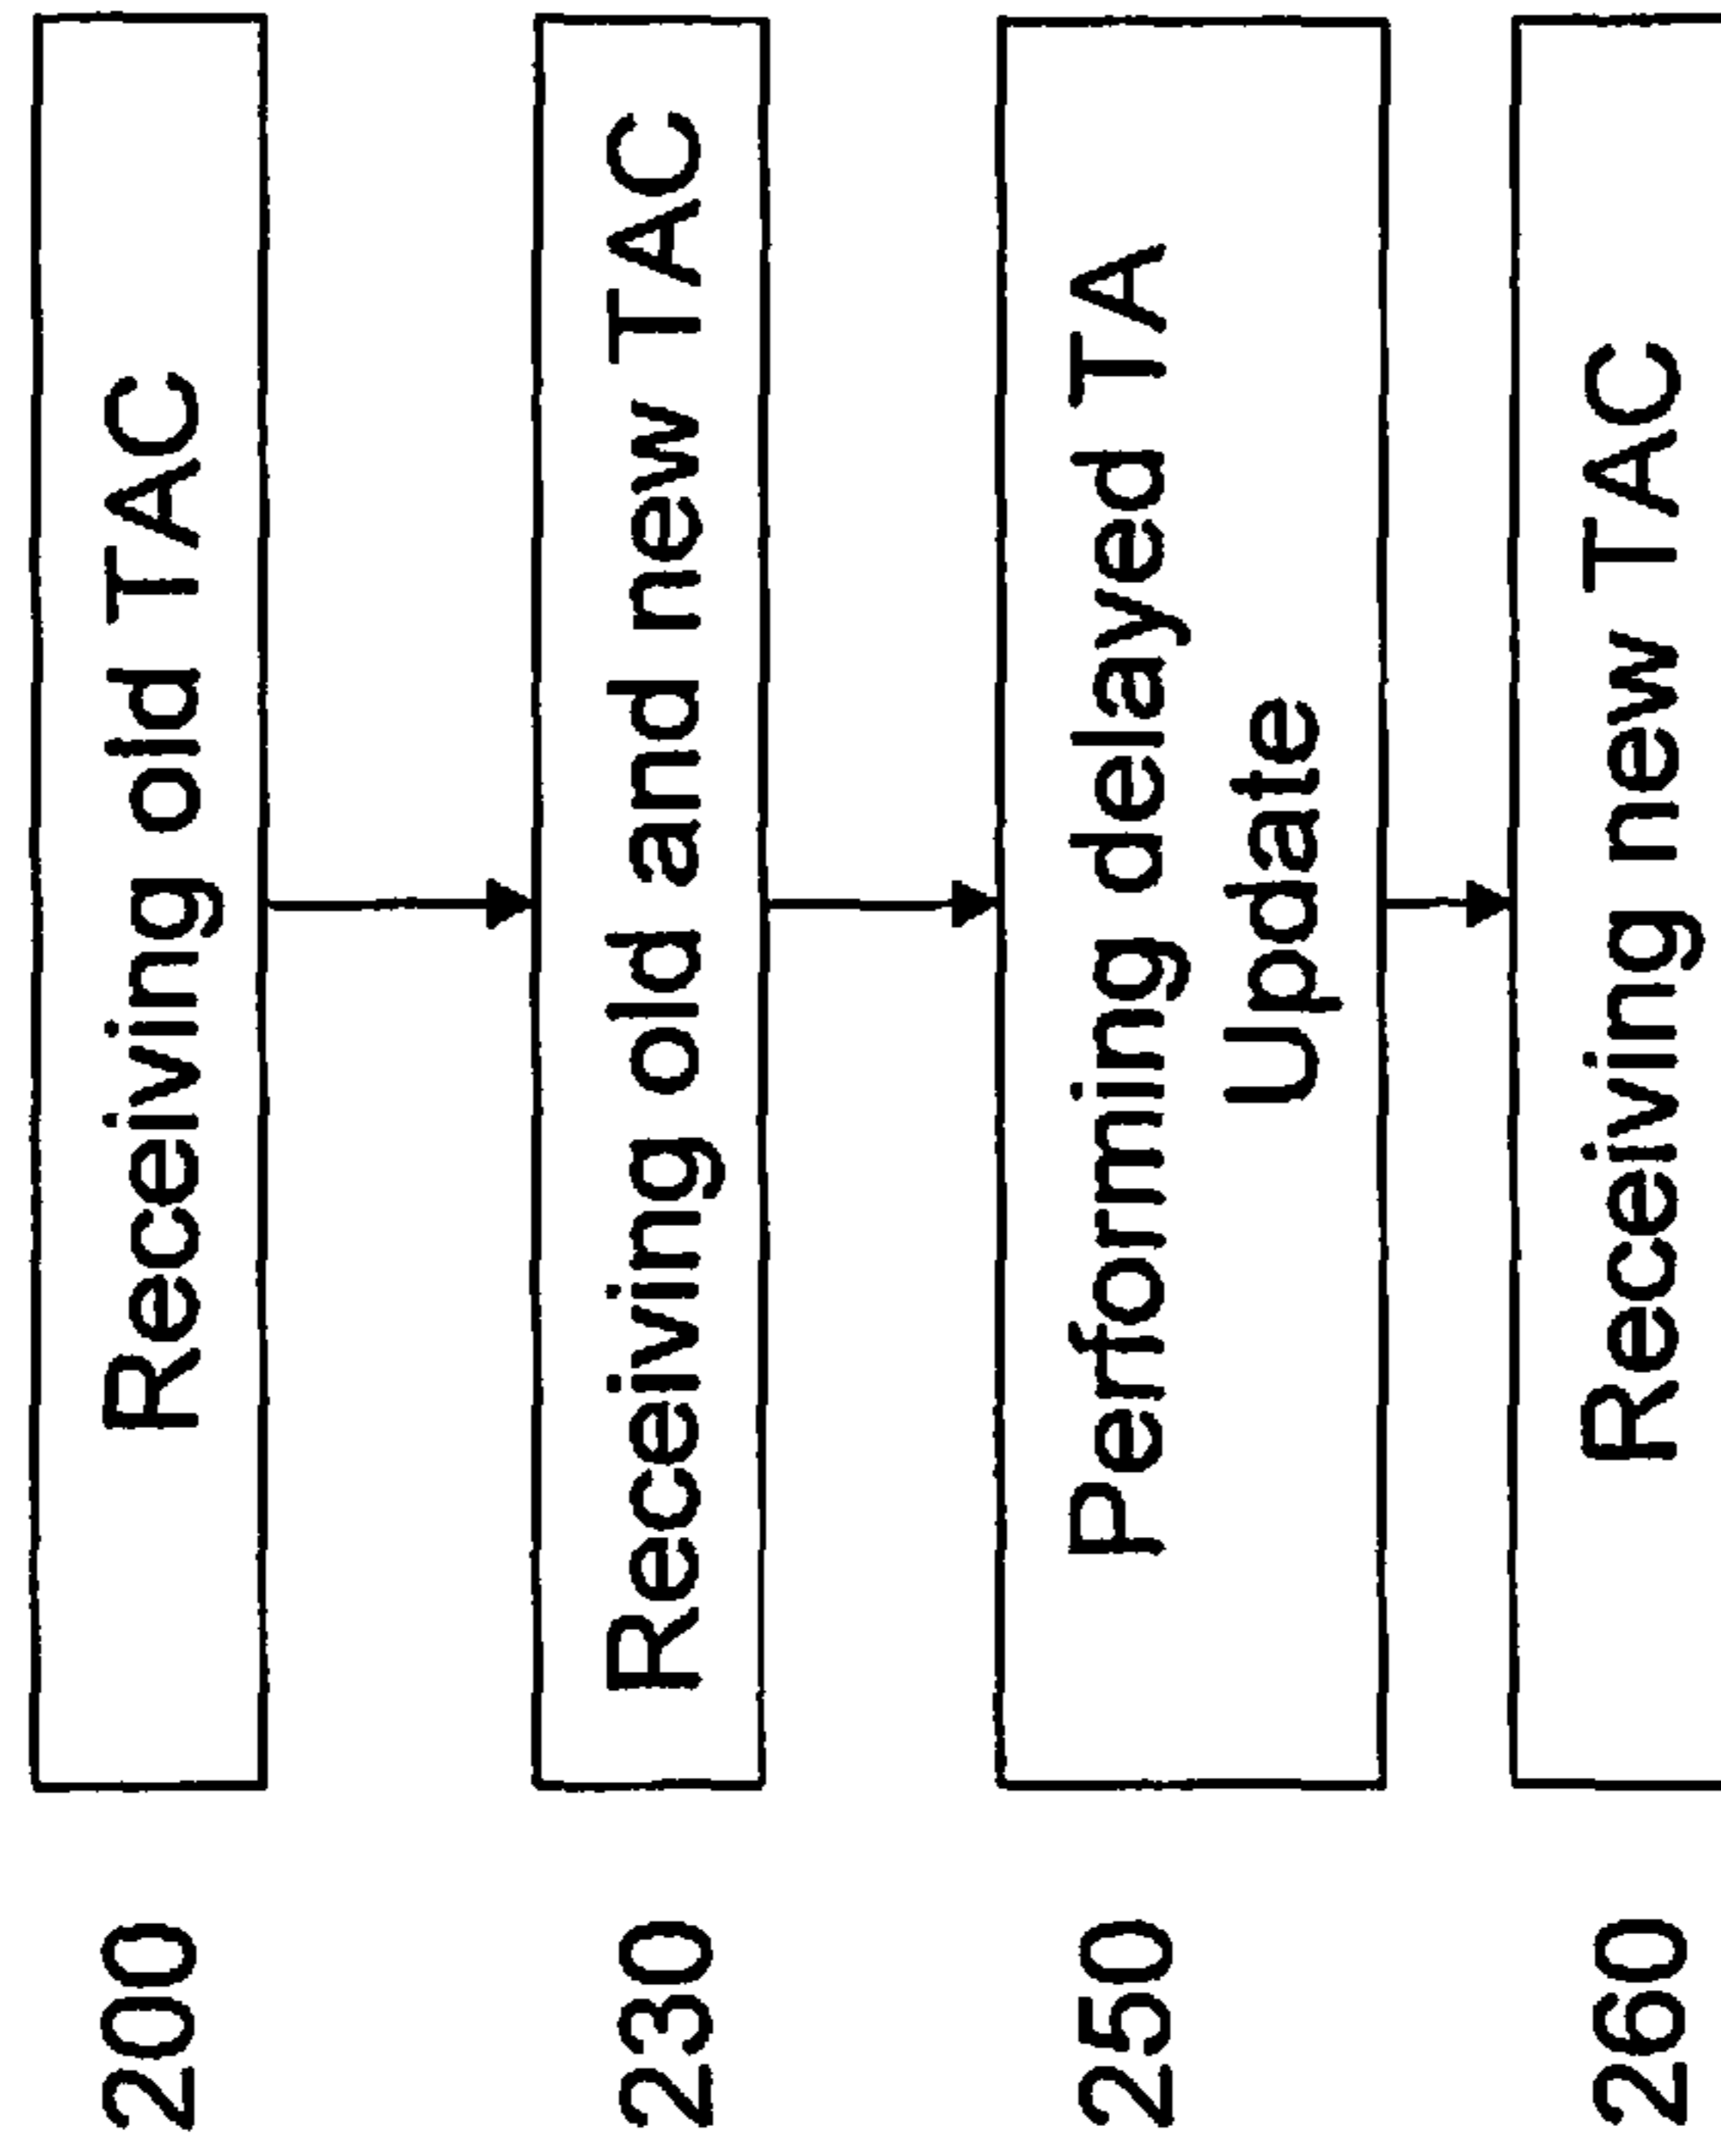 200
Receiving old TAC
230
Receiving old and new TAC
250
Performing delayed TA
Update
260
Receiving new TAC